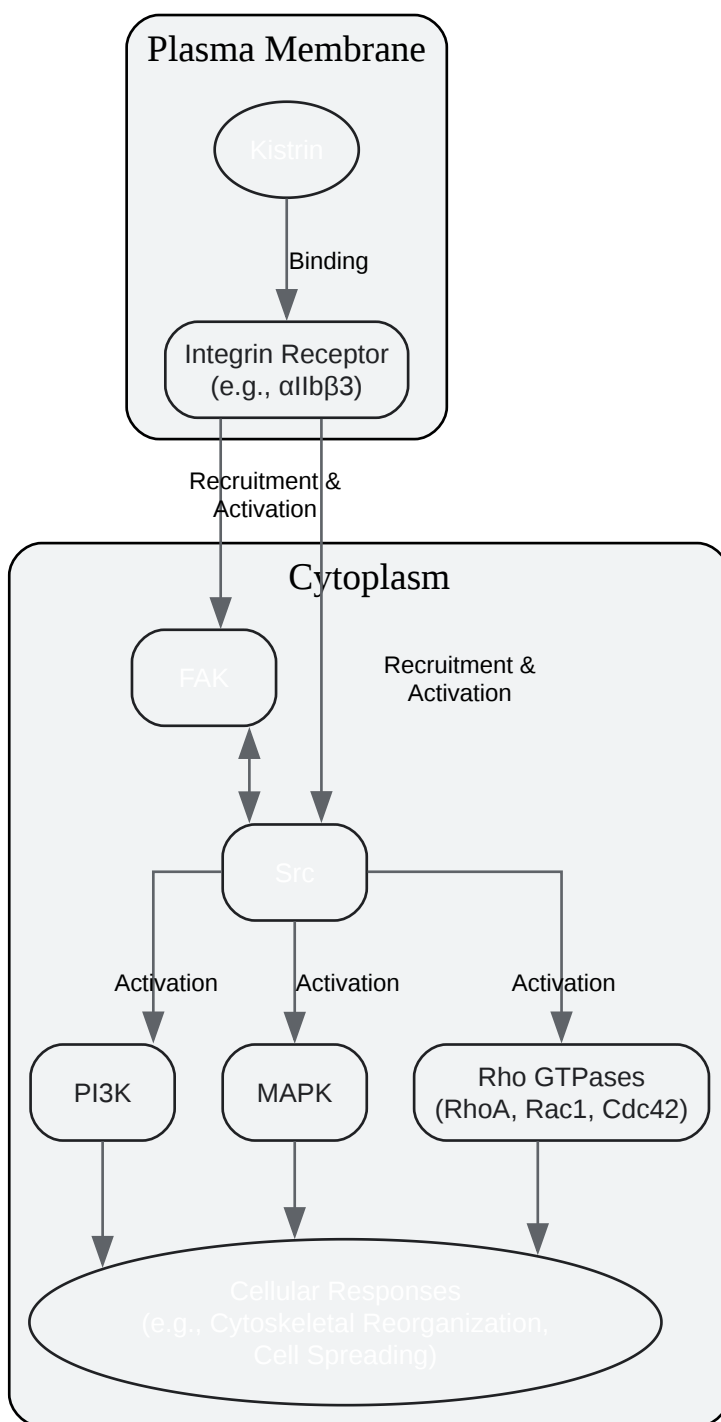 Plasma Membrane
Kistrin
Binding
Integrin Receptor
(e.g., αIIbβ3)
Recruitment &
Activation
Cytoplasm
FAK
Recruitment &
Activation
Src
Activation
Activation
Activation
PI3K
MAPK
Rho GTPases
(RhoA, Rac1, Cdc42)
Cellular Responses
(e.g., Cytoskeletal Reorganization,
Cell Spreading)